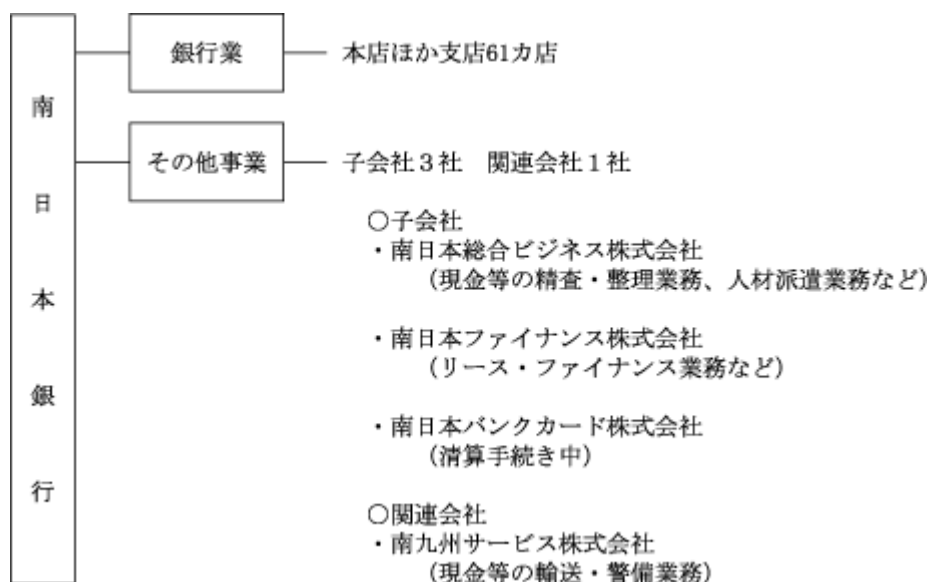 南日本銀行
銀行業
本店ほか支店61カ店
その他事業
子会社3社 関連会社1社
○子会社
・南日本総合ビジネス株式会社
(現金等の精査・整理業務、人材派遣業務など)
・南日本ファイナンス株式会社
(リース・ファイナンス業務など)
・南日本バンクカード株式会社
(清算手続き中)
○関連会社
・南九州サービス株式会社
(現金等の輸送・警備業務)